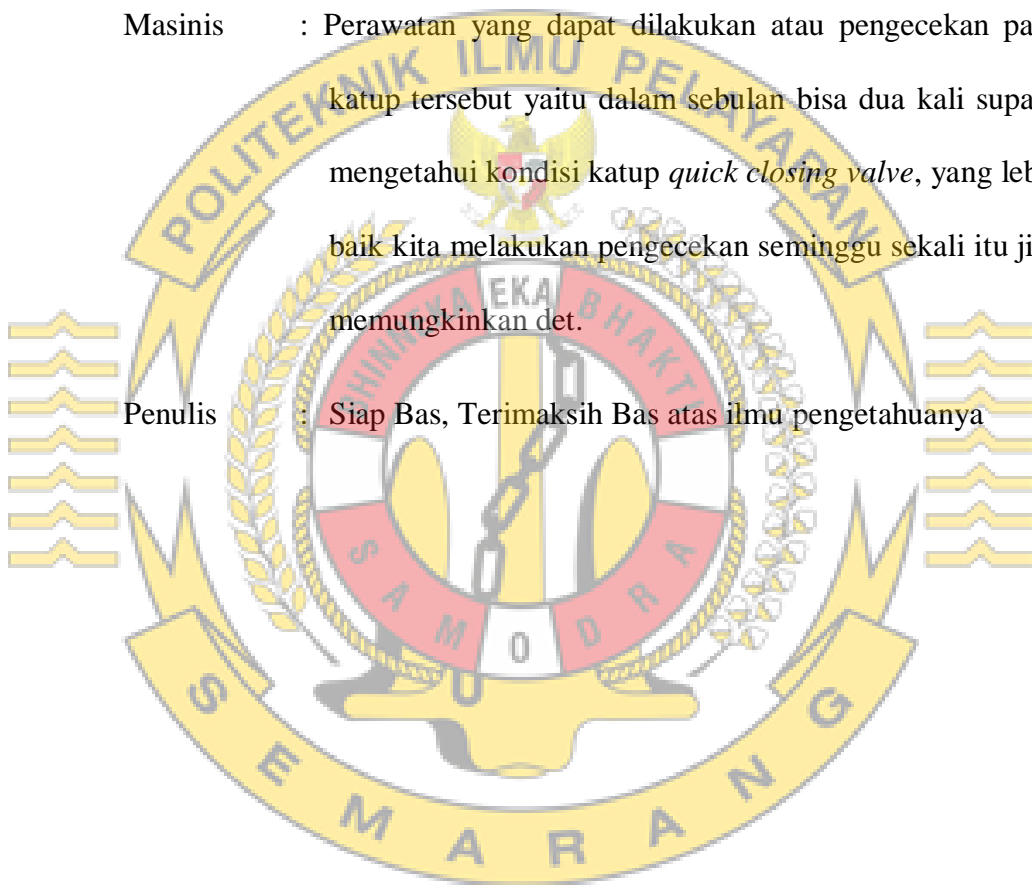 Masinis : Perawatan yang dapat dilakukan atau pengecekan pa
katup tersebut yaitu dalam sebulan bisa dua kali supa
mengetahui kondisi katup quick closing valve, yang leb
baik kita melakukan pengecekan seminggu sekali itu ji
memungkinkan det.
Penulis : Siap Bas, Terimaksih Bas atas ilmu pengetahuanya
POLITEKNIK ILMU PELAYARAN
BHINNEKA EKA BHAKTI
SAMODRA
SEMARANG